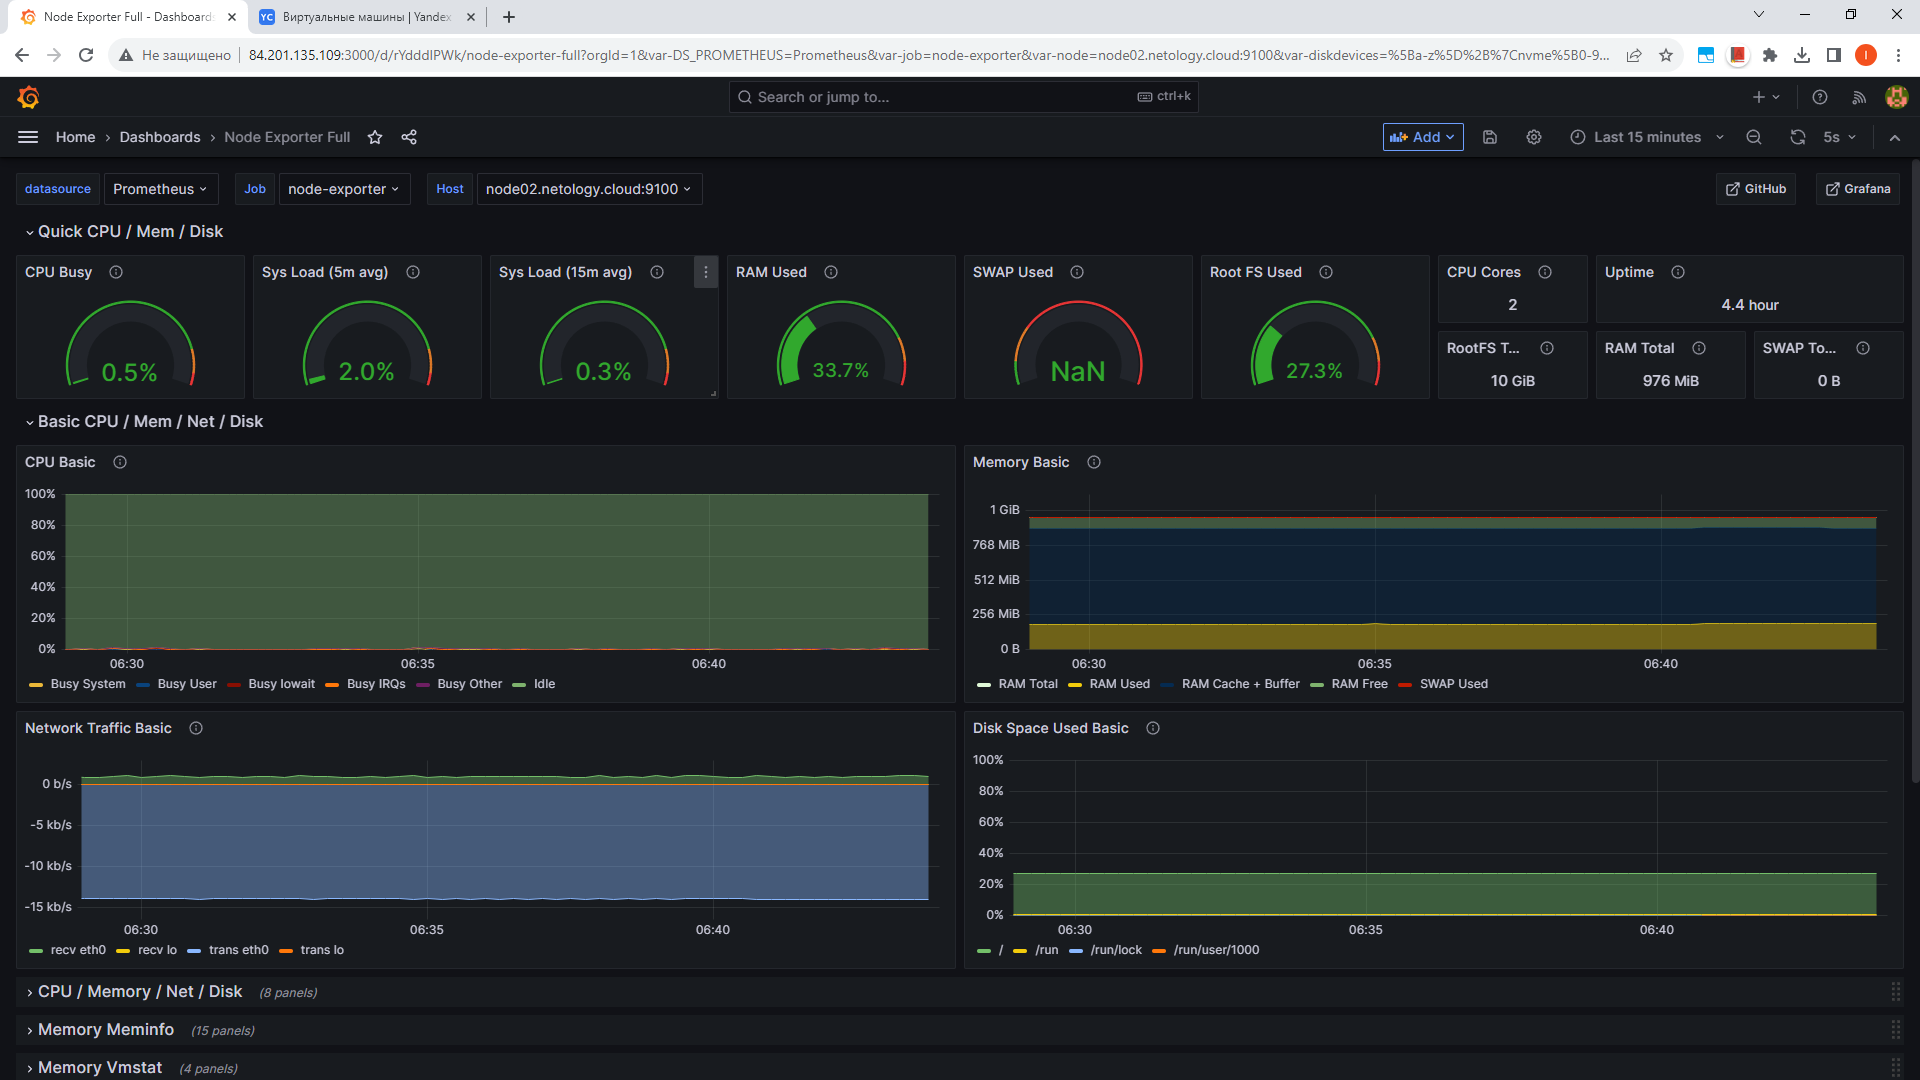 Node Exporter Full - Dashboards
Виртуальные машины | Yandex
Не защищено
84.201.135.109:3000/d/rYdddlPWk/node-exporter-full?orgId=1&var-DS_PROMETHEUS=Prometheus&var-job=node-exporter&var-node=node02.netology.cloud:9100&var-diskdevices=%5Ba-z%5D%2B%7Cnvme%5B0-9...
Search or jump to...
ctrl+k
Home › Dashboards › Node Exporter Full
Add
Last 15 minutes
5s
datasource Prometheus Job node-exporter Host node02.netology.cloud:9100
GitHub
Grafana
Quick CPU / Mem / Disk
CPU Busy
0.5%
Sys Load (5m avg)
2.0%
Sys Load (15m avg)
0.3%
RAM Used
33.7%
SWAP Used
NaN
Root FS Used
27.3%
CPU Cores
2
Uptime
4.4 hour
RootFS T...
10 GiB
RAM Total
976 MiB
SWAP To...
0 B
Basic CPU / Mem / Net / Disk
CPU Basic
100%
80%
60%
40%
20%
0%
06:30 06:35 06:40
Busy System Busy User Busy Iowait Busy IRQs Busy Other Idle
Memory Basic
1 GiB
768 MiB
512 MiB
256 MiB
0 B
06:30 06:35 06:40
RAM Total RAM Used RAM Cache + Buffer RAM Free SWAP Used
Network Traffic Basic
0 b/s
-5 kb/s
-10 kb/s
-15 kb/s
06:30 06:35 06:40
recv eth0 recv lo trans eth0 trans lo
Disk Space Used Basic
100%
80%
60%
40%
20%
0%
06:30 06:35 06:40
/ /run /run/lock /run/user/1000
CPU / Memory / Net / Disk (8 panels)
Memory Meminfo (15 panels)
Memory Vmstat (4 panels)